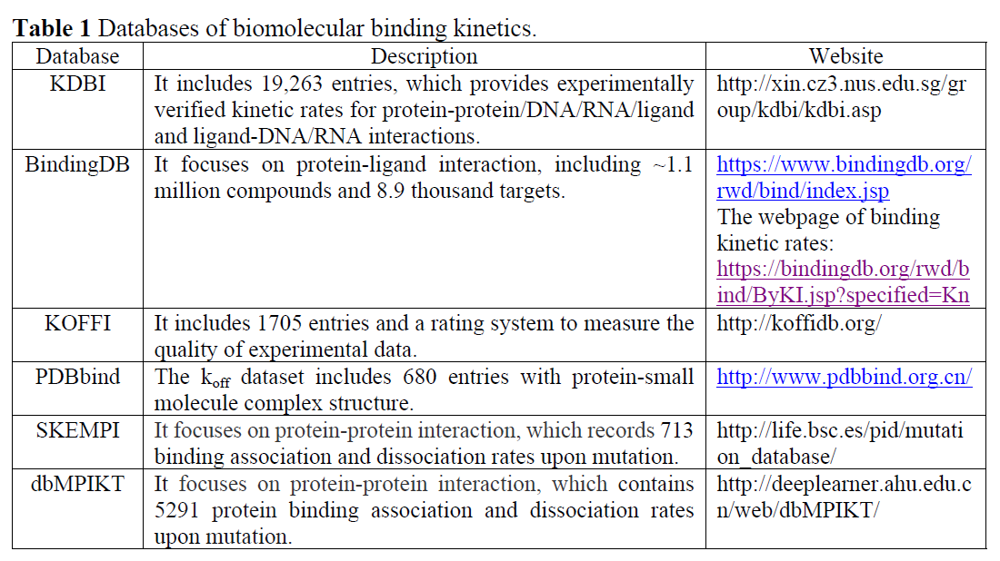 Table 1 Databases of biomolecular binding kinetics.
Database Description Website
KDBI It includes 19,263 entries, which provides experimentally http://xin.cz3.nus.edu.sg/gr
verified kinetic rates for protein-protein/DNA/RNA/ligand oup/kdbi/kdbi.asp
and ligand-DNA/RNA interactions.
BindingDB It focuses on protein-ligand interaction, including ~1.1 https://www.bindingdb.org/
million compounds and 8.9 thousand targets. rwd/bind/index.jsp
The webpage of binding
kinetic rates:
https://bindingdb.org/rwd/b
ind/ByKI.jsp?specified=Kn
KOFFI It includes 1705 entries and a rating system to measure the http://koffidb.org/
quality of experimental data.
PDBbind The koff dataset includes 680 entries with protein-small http://www.pdbbind.org.cn/
molecule complex structure.
SKEMPI It focuses on protein-protein interaction, which records 713 http://life.bsc.es/pid/mutati
binding association and dissociation rates upon mutation. on_database/
dbMPIKT It focuses on protein-protein interaction, which contains http://deeplearner.ahu.edu.c
5291 protein binding association and dissociation rates n/web/dbMPIKT/
upon mutation.